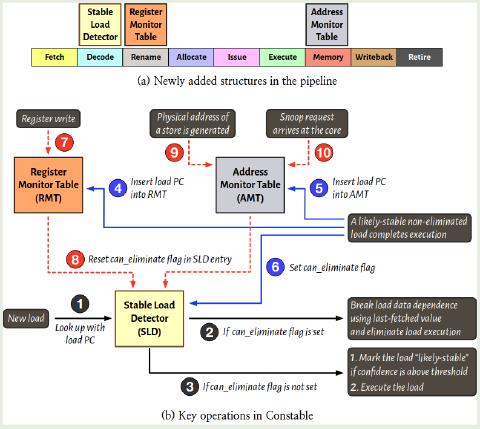 Stable
Load
Detector
Register
Monitor
Table
Address
Monitor
Table
Fetch Decode Rename Allocate Issue Execute Memory Writeback Retire
(a) Newly added structures in the pipeline
Register write
Physical address of
a store is generated
Snoop request
arrives at the core
7
9
10
Register
Monitor Table
(RMT)
4
Insert load PC
into RMT
Address
Monitor Table
(AMT)
5
Insert load PC
into AMT
A likely-stable non-eliminated
load completes execution
8
Reset can_eliminate flag in SLD entry
6
Set can_eliminate flag
New load
1
Look up with
load PC
Stable Load
Detector
(SLD)
2
If can_eliminate flag is set
Break load data dependence
using last-fetched value
and eliminate load execution
3
If can_eliminate flag is not set
1. Mark the load "likely-stable"
if confidence is above threshold
2. Execute the load
(b) Key operations in Constable